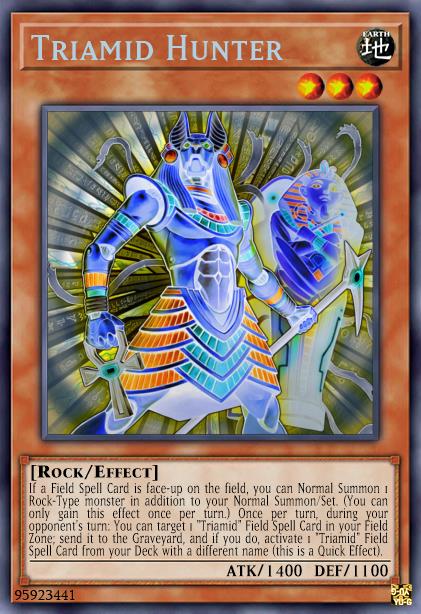 Triamid Hunter
EARTH
地
[Rock/Effect]
If a Field Spell Card is face-up on the field, you can Normal Summon 1
Rock-Type monster in addition to your Normal Summon/Set. (You can
only gain this effect once per turn.) Once per turn, during your
opponent's turn: You can target 1 "Triamid" Field Spell Card in your Field
Zone; send it to the Graveyard, and if you do, activate 1 "Triamid" Field
Spell Card from your Deck with a different name (this is a Quick Effect).
ATK/1400 DEF/1100
95923441